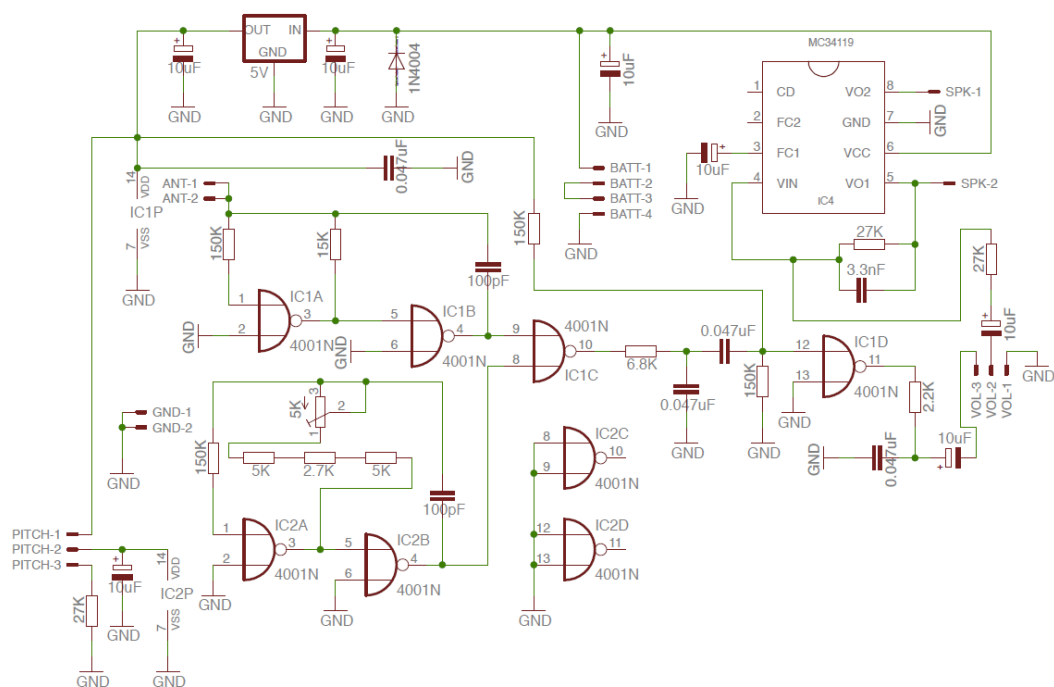 MC34119
OUT
IN
GND
5V
+
10uF
+
10uF
1N4004
+
10uF
GND
GND
GND
GND
GND
1
CD
2
FC2
3
FC1
4
VIN
VO2
8
GND
7
VCC
6
VO1
5
IC4
SPK-1
GND
SPK-2
+
10uF
GND
0.047uF
GND
14
VDD
IC1P
7
VSS
GND
ANT-1
ANT-2
150K
15K
100pF
150K
BATT-1
BATT-2
BATT-3
BATT-4
GND
27K
3.3nF
27K
+
10uF
VOL-3
VOL-2
VOL-1
GND
IC1A
1
2
3
4001N
GND
IC1B
5
6
4
4001N
GND
4001N
9
8
10
IC1C
6.8K
0.047uF
0.047uF
GND
150K
GND
IC1D
12
13
11
4001N
GND
2.2K
10uF
+
0.047uF
GND
GND-1
GND-2
GND
150K
5K
3
2
1
5K
2.7K
5K
100pF
IC2A
1
2
3
4001N
GND
IC2B
5
6
4
4001N
GND
IC2C
8
9
10
4001N
IC2D
12
13
11
4001N
GND
PITCH-1
PITCH-2
PITCH-3
27K
GND
+
10uF
GND
14
VDD
IC2P
7
VSS
GND